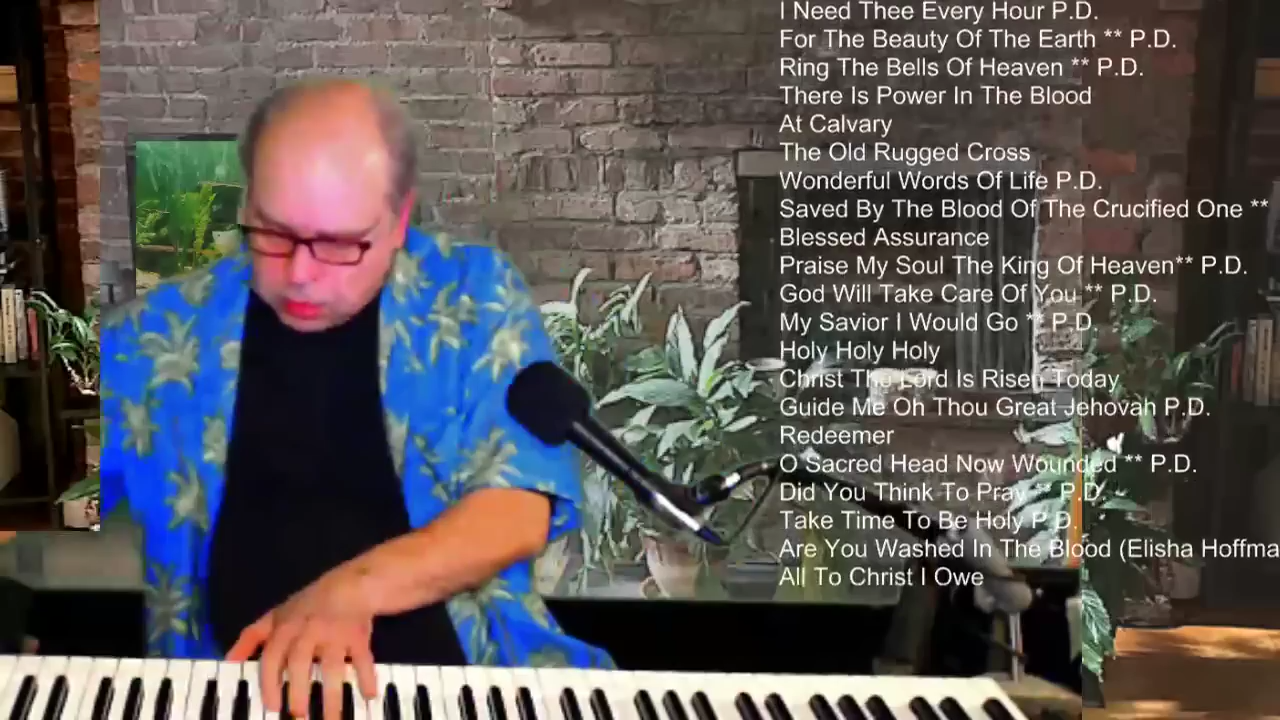 I Need Thee Every Hour P.D.
For The Beauty Of The Earth ** P.D.
Ring The Bells Of Heaven ** P.D.
There Is Power In The Blood
At Calvary
The Old Rugged Cross
Wonderful Words Of Life P.D.
Saved By The Blood Of The Crucified One **
Blessed Assurance
Praise My Soul The King Of Heaven** P.D.
God Will Take Care Of You ** P.D.
My Savior I Would Go ** P.D.
Holy Holy Holy
Christ The Lord Is Risen Today
Guide Me Oh Thou Great Jehovah P.D.
Redeemer
O Sacred Head Now Wounded ** P.D.
Did You Think To Pray ** P.D.
Take Time To Be Holy P.D.
Are You Washed In The Blood (Elisha Hoffma
All To Christ I Owe